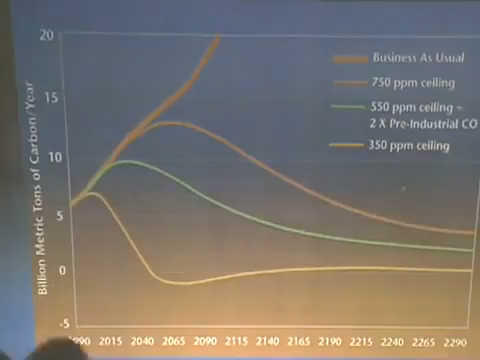 20
15
10
5
0
-5
Billion Metric Tons of Carbon/Year
Business As Usual
750 ppm ceiling
550 ppm ceiling ~
2 X Pre-Industrial CO
350 ppm ceiling
1990 2015 2040 2065 2090 2115 2140 2165 2190 2215 2240 2265 2290